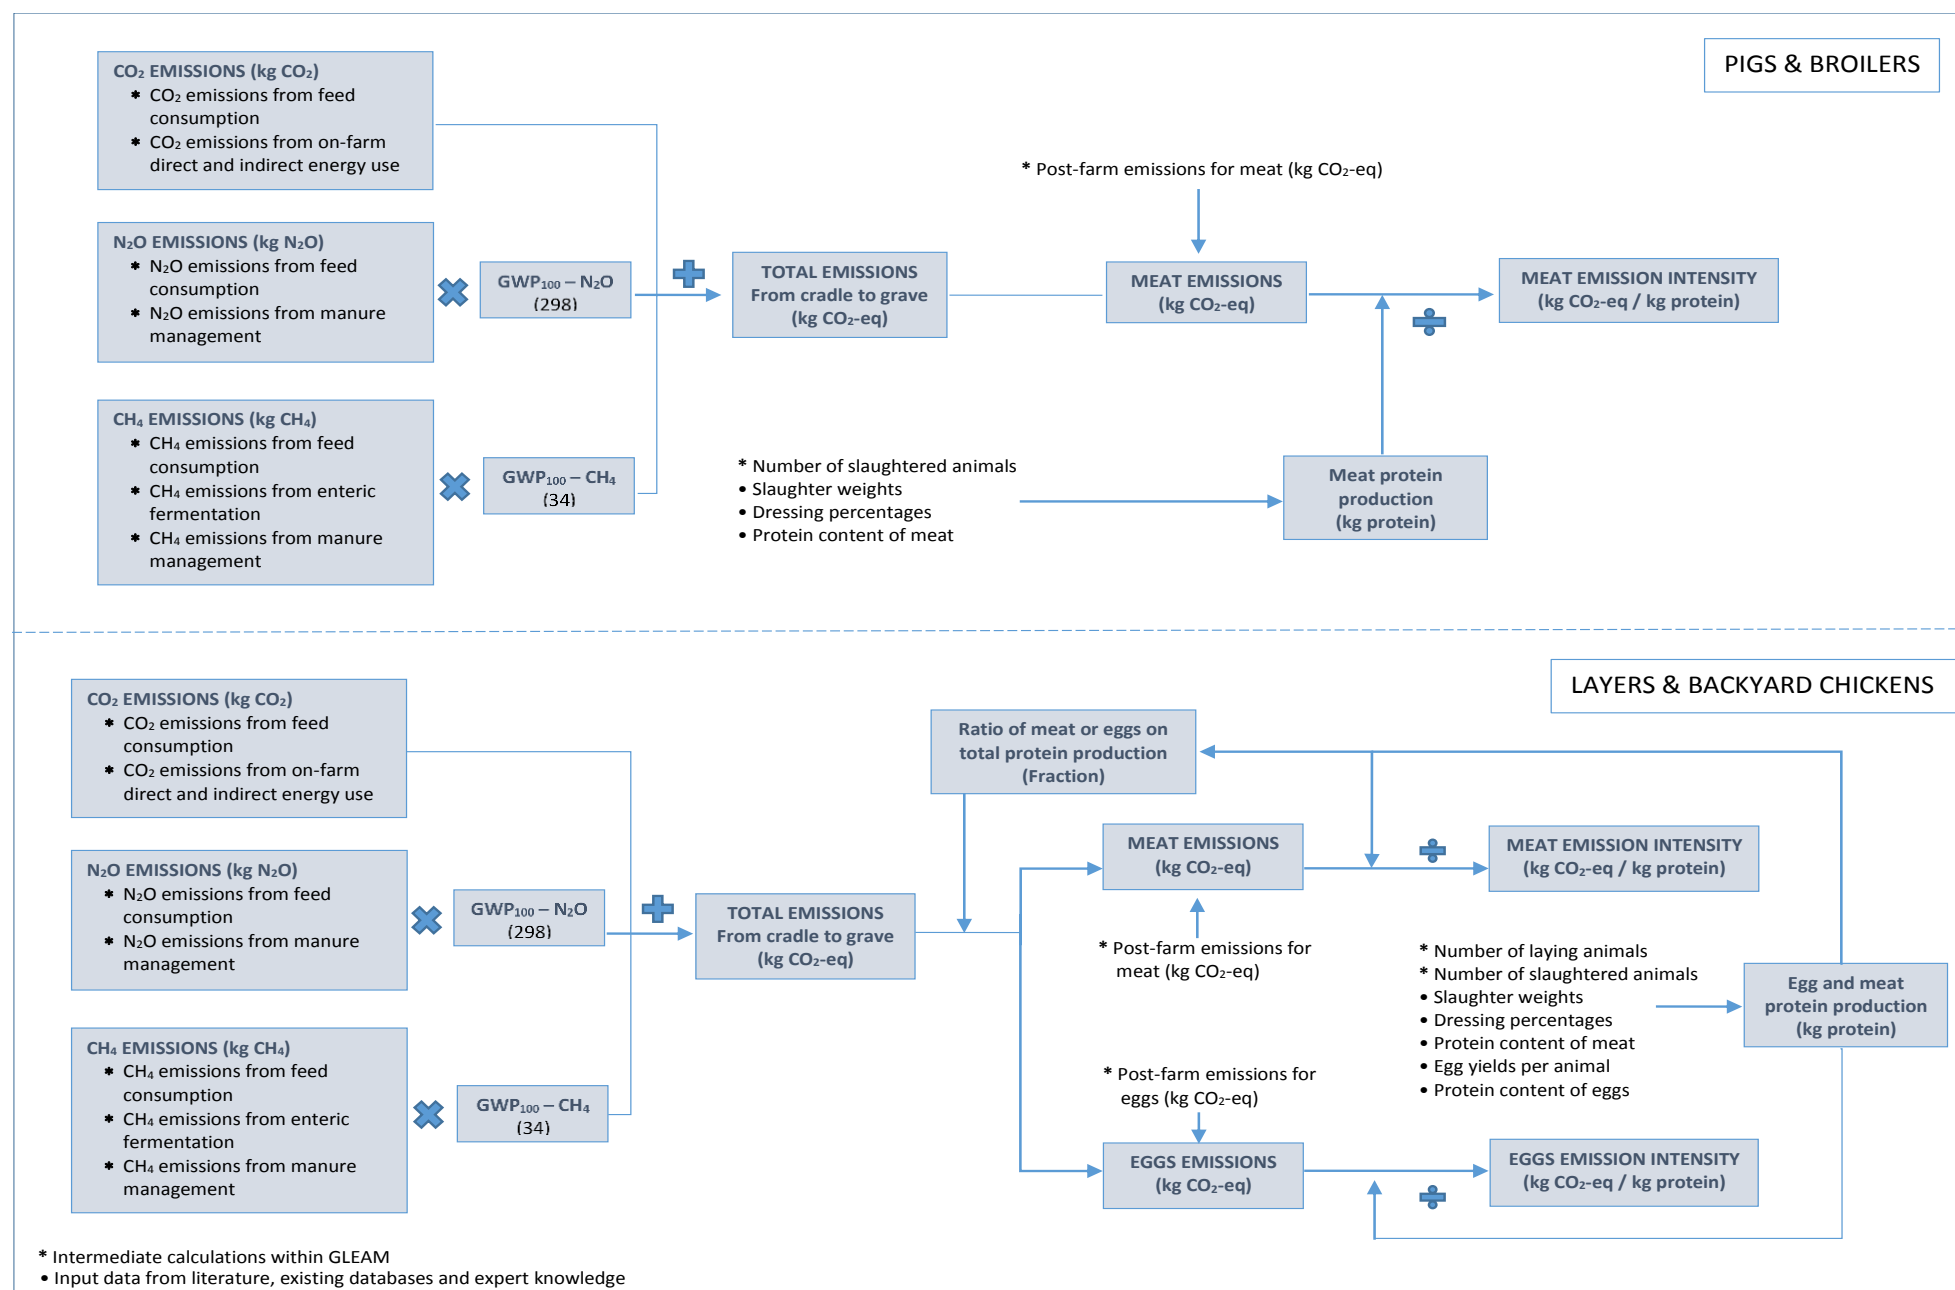 PIGS & BROILERS
CO₂ EMISSIONS (kg CO₂)
* CO₂ emissions from feed
consumption
* CO₂ emissions from on-farm
direct and indirect energy use
* Post-farm emissions for meat (kg CO₂-eq)
N₂O EMISSIONS (kg N₂O)
* N₂O emissions from feed
consumption
* N₂O emissions from manure
management
GWP₁₀₀ – N₂O
(298)
TOTAL EMISSIONS
From cradle to grave
(kg CO₂-eq)
MEAT EMISSIONS
(kg CO₂-eq)
MEAT EMISSION INTENSITY
(kg CO₂-eq / kg protein)
CH₄ EMISSIONS (kg CH₄)
* CH₄ emissions from feed
consumption
* CH₄ emissions from enteric
fermentation
* CH₄ emissions from manure
management
GWP₁₀₀ – CH₄
(34)
* Number of slaughtered animals
• Slaughter weights
• Dressing percentages
• Protein content of meat
Meat protein
production
(kg protein)
LAYERS & BACKYARD CHICKENS
CO₂ EMISSIONS (kg CO₂)
* CO₂ emissions from feed
consumption
* CO₂ emissions from on-farm
direct and indirect energy use
Ratio of meat or eggs on
total protein production
(Fraction)
N₂O EMISSIONS (kg N₂O)
* N₂O emissions from feed
consumption
* N₂O emissions from manure
management
GWP₁₀₀ – N₂O
(298)
TOTAL EMISSIONS
From cradle to grave
(kg CO₂-eq)
MEAT EMISSIONS
(kg CO₂-eq)
MEAT EMISSION INTENSITY
(kg CO₂-eq / kg protein)
* Post-farm emissions for
meat (kg CO₂-eq)
* Number of laying animals
* Number of slaughtered animals
• Slaughter weights
• Dressing percentages
• Protein content of meat
• Egg yields per animal
• Protein content of eggs
Egg and meat
protein production
(kg protein)
CH₄ EMISSIONS (kg CH₄)
* CH₄ emissions from feed
consumption
* CH₄ emissions from enteric
fermentation
* CH₄ emissions from manure
management
GWP₁₀₀ – CH₄
(34)
* Post-farm emissions for
eggs (kg CO₂-eq)
EGGS EMISSIONS
(kg CO₂-eq)
EGGS EMISSION INTENSITY
(kg CO₂-eq / kg protein)
* Intermediate calculations within GLEAM
• Input data from literature, existing databases and expert knowledge